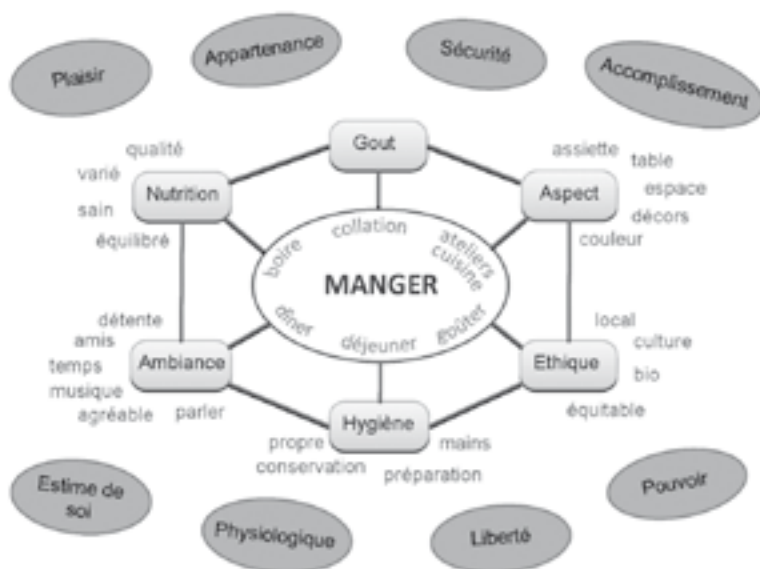 Plaisir
Appartenance
Sécurité
Accomplissement
Gout
qualité
varié
Nutrition
sain
équilibré
assiette
table
Aspect
espace
décors
couleur
boire
collation
ateliers
cuisine
MANGER
dîner
déjeuner
goûter
détente
amis
temps
Ambiance
musique
agréable
parler
local
culture
Ethique
bio
équitable
Hygiène
propre
mains
conservation
préparation
Estime de
soi
Physiologique
Liberté
Pouvoir